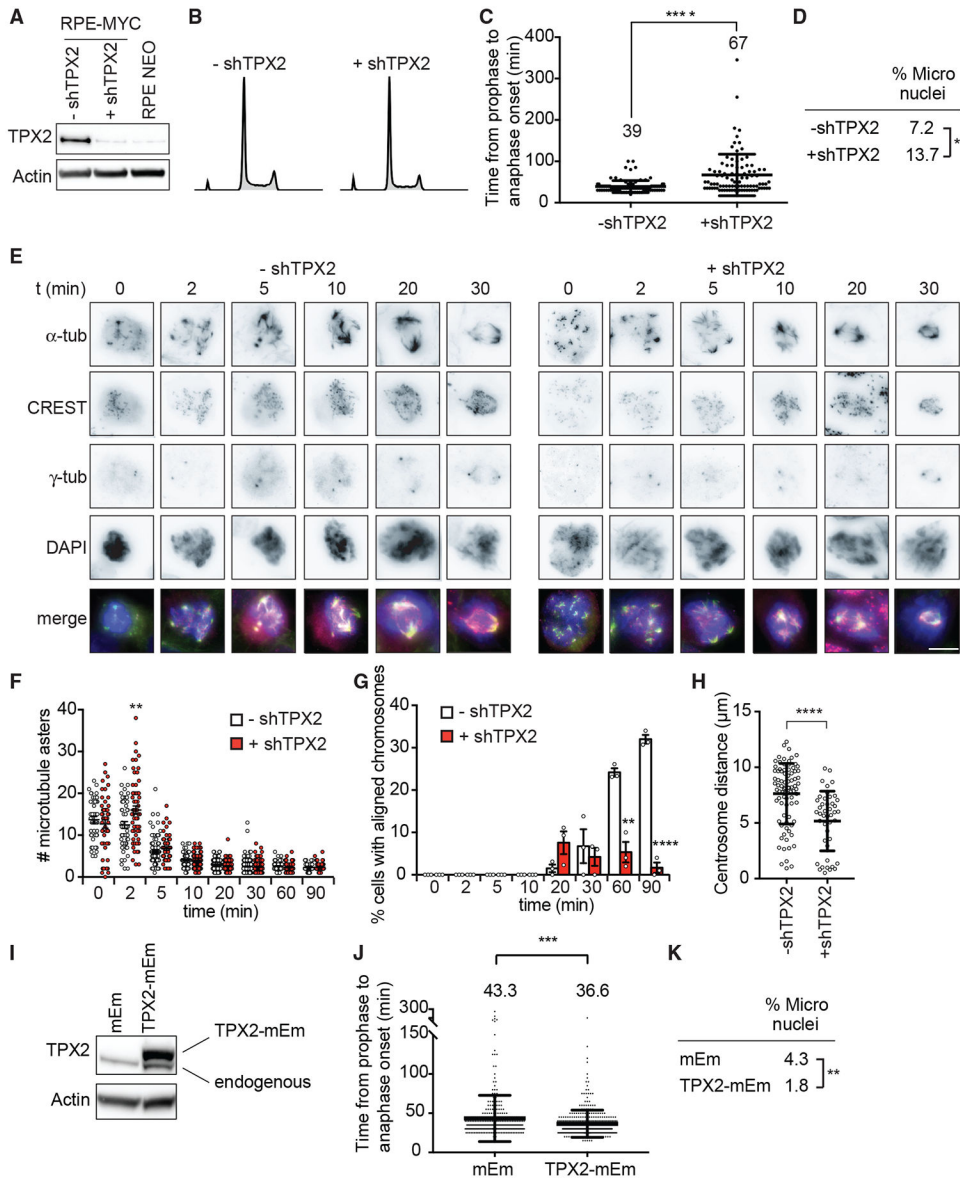 A
RPE-MYC
- shTPX2
+ shTPX2
RPE NEO
TPX2
Actin
B
- shTPX2
+ shTPX2
C
Time from prophase to
anaphase onset (min)
400
300
200
100
0
****
39
67
-shTPX2
+shTPX2
D
% Micro
nuclei
-shTPX2 7.2
+shTPX2 13.7
*
E
- shTPX2
+ shTPX2
t (min) 0 2 5 10 20 30 0 2 5 10 20 30
α-tub
CREST
γ-tub
DAPI
merge
F
# microtubule asters
40
30
20
10
0
**
- shTPX2
+ shTPX2
0 2 5 10 20 30 60 90
time (min)
G
% cells with aligned chromosomes
40
30
20
10
0
- shTPX2
+ shTPX2
**
****
0 2 5 10 20 30 60 90
time (min)
H
Centrosome distance (μm)
15
10
5
0
****
-shTPX2
+shTPX2
I
mEm
TPX2-mEm
TPX2
TPX2-mEm
endogenous
Actin
J
Time from prophase to
anaphase onset (min)
***
43.3
36.6
300
150
100
50
0
mEm
TPX2-mEm
K
% Micro
nuclei
mEm 4.3
TPX2-mEm 1.8
**